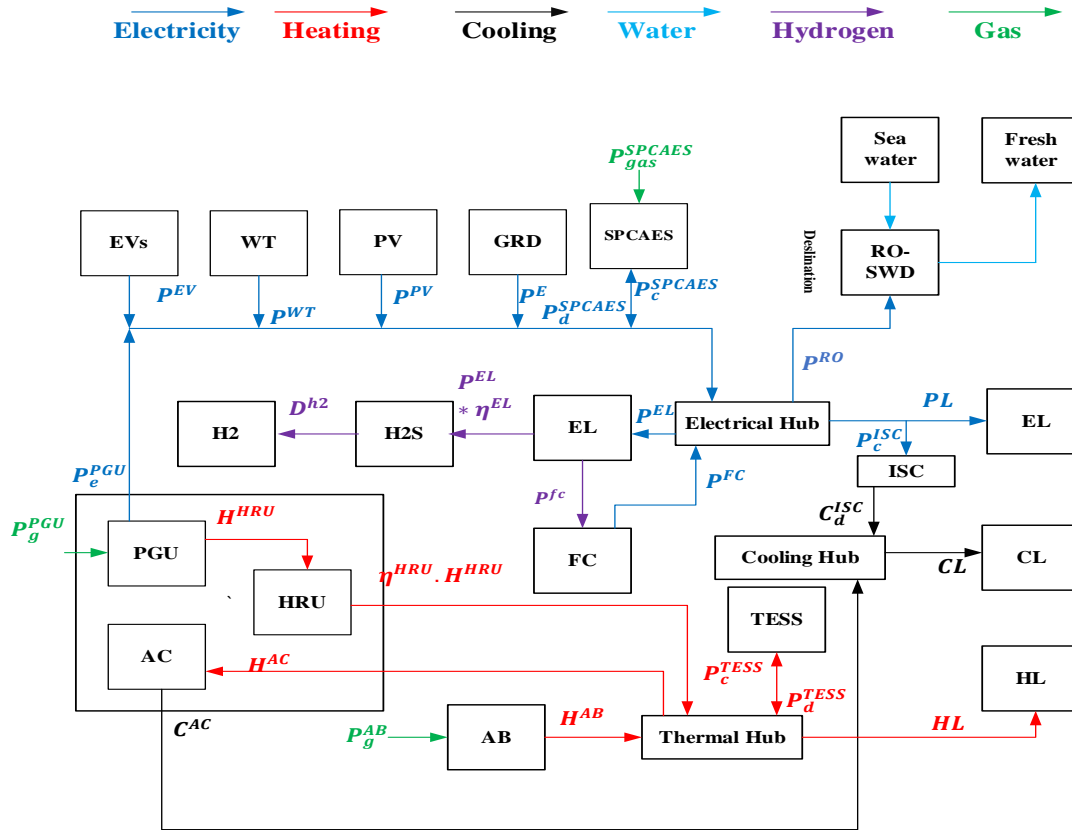 Electricity Heating Cooling Water Hydrogen Gas
Sea water
Fresh water
P_{gas}^{SPCAES}
EVs WT PV GRD SPCAES
RO-SWD
Deslination
P^{EV} P^{WT} P^{PV} P^{E} P_d^{SPCAES} P_c^{SPCAES}
P^{RO}
H2 D^{h2} H2S P^{EL} * η^{EL} EL P^{EL} Electrical Hub PL EL
P_c^{ISC}
ISC
P_e^{PGU}
P^{fc} P^{FC}
FC
C_d^{ISC}
Cooling Hub CL CL
P_g^{PGU} PGU H^{HRU}
` HRU η^{HRU}. H^{HRU}
TESS
AC H^{AC}
P_c^{TESS} P_d^{TESS}
HL
C^{AC}
P_g^{AB} AB H^{AB} Thermal Hub HL